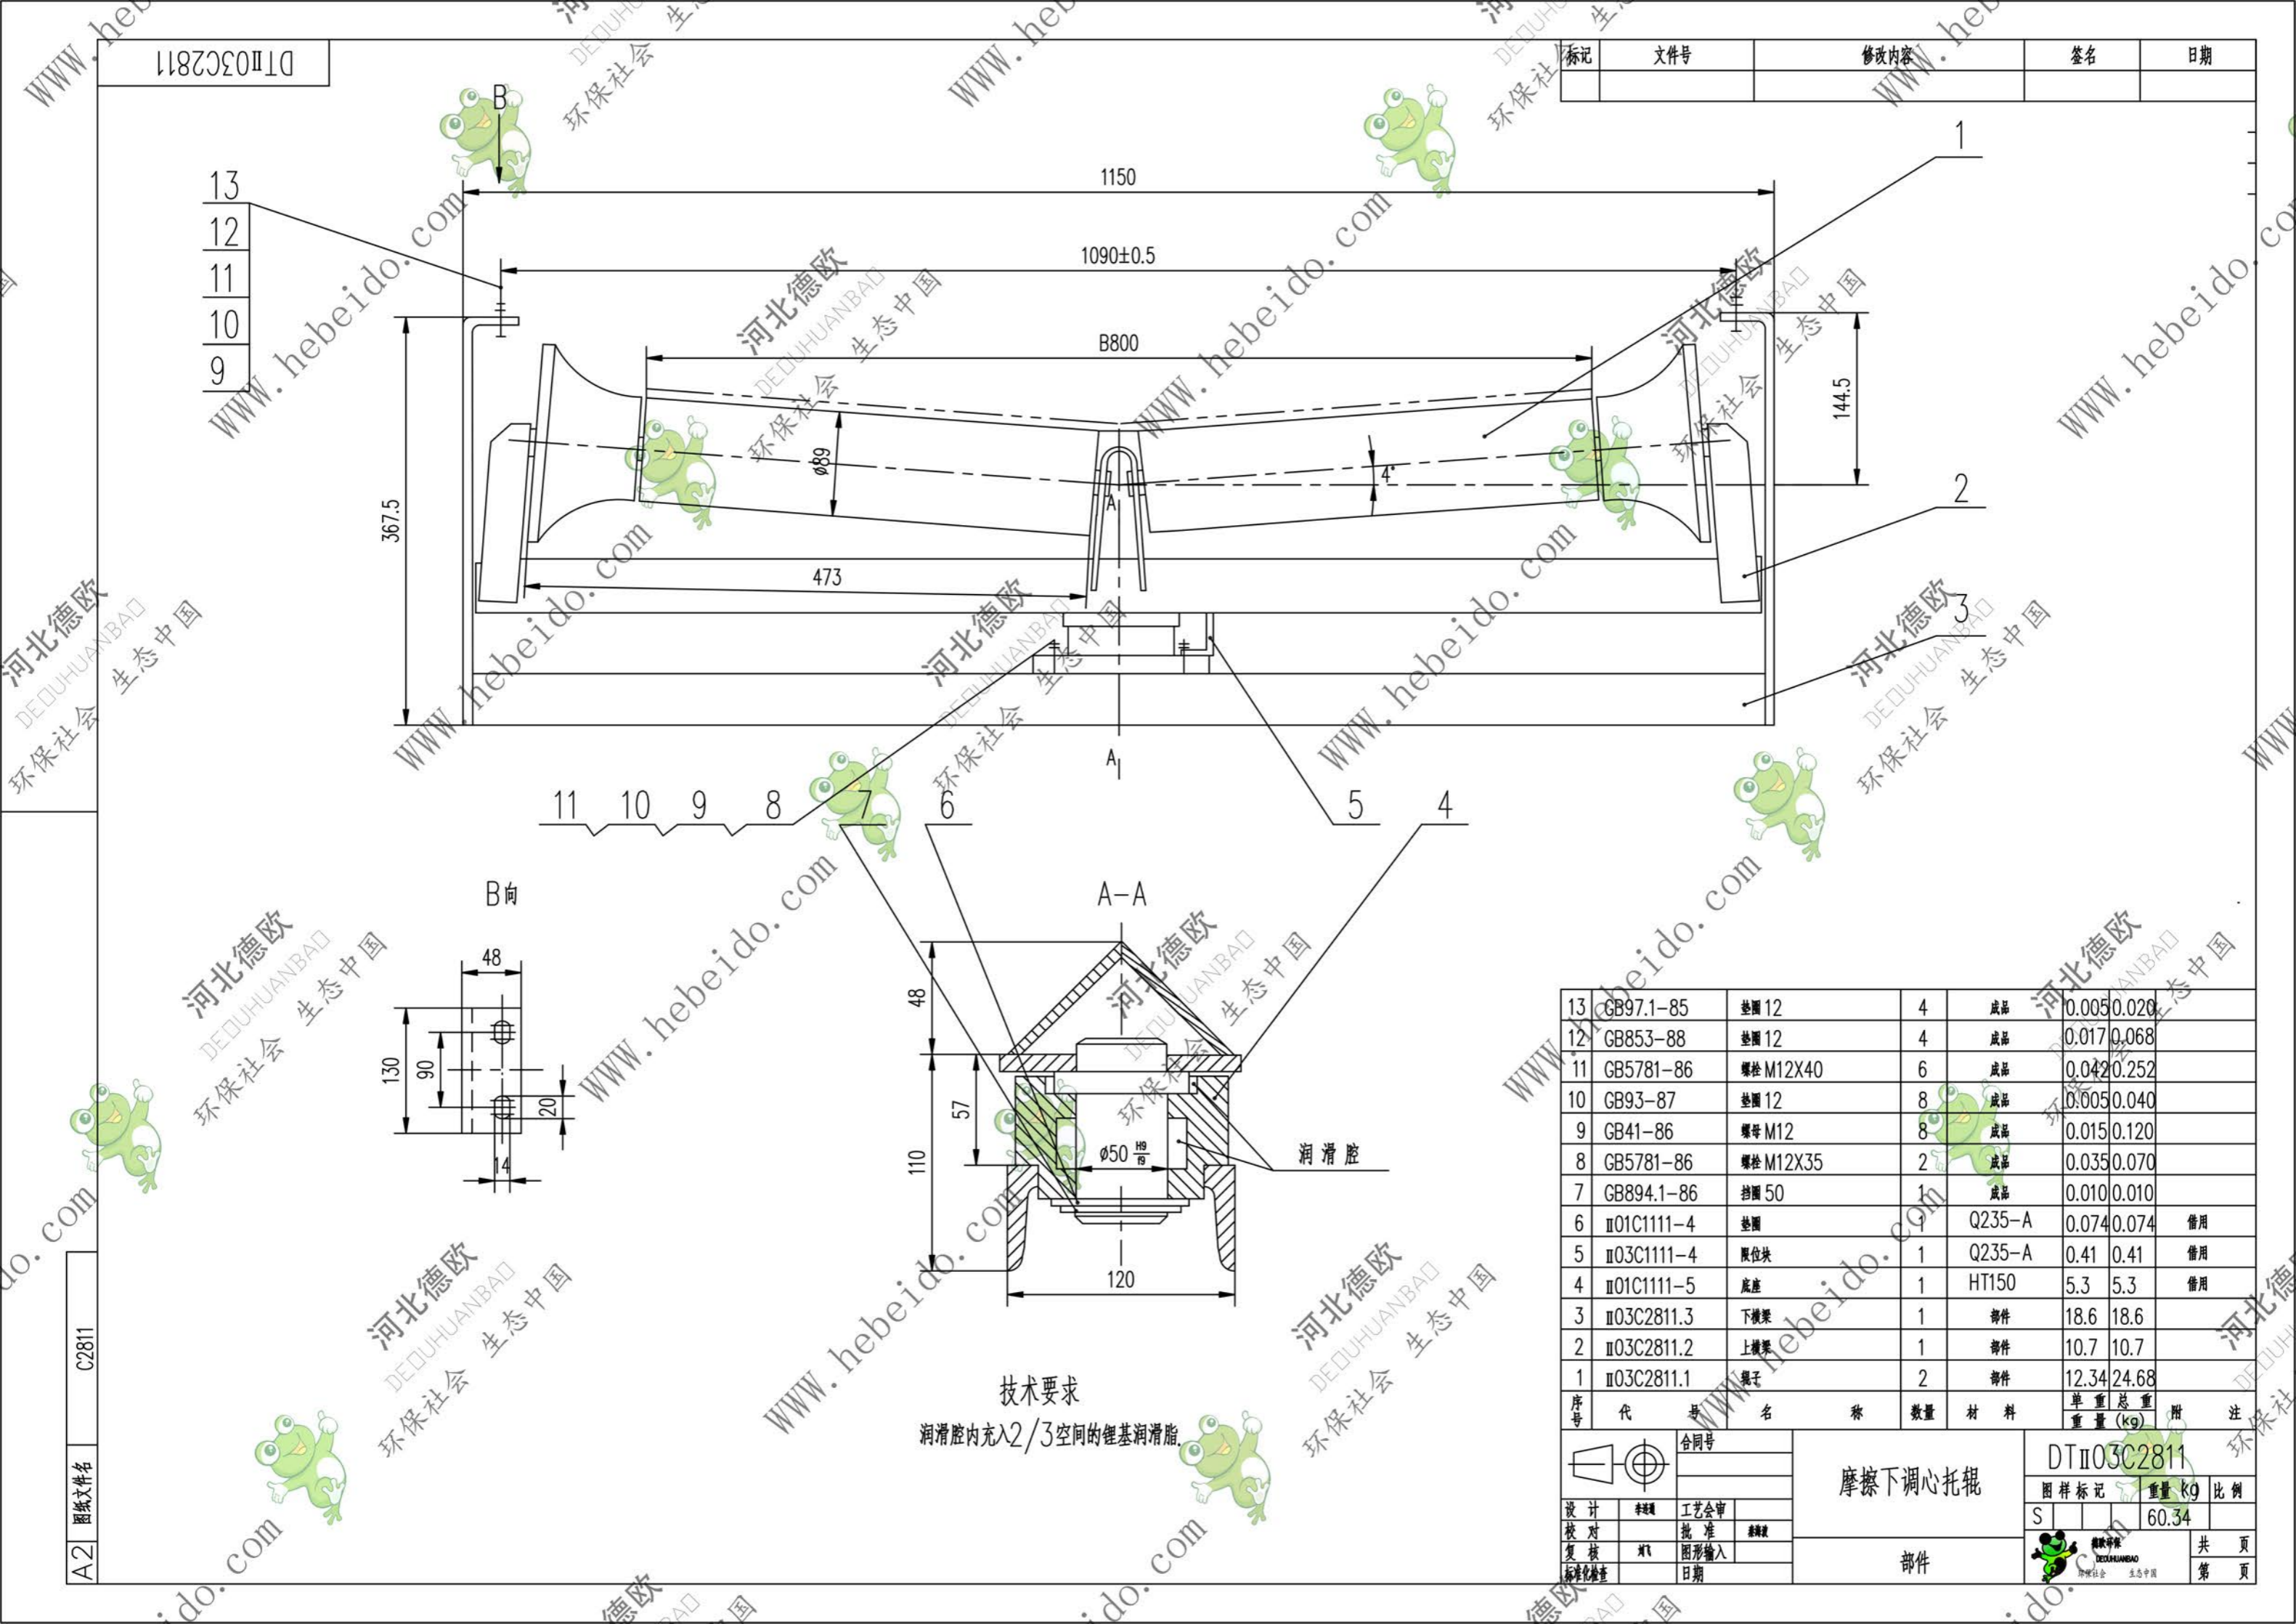 DTⅡ03C2811
标记 文件号 修改内容 签名 日期
B
1
13
12
11
10
9
1150
1090±0.5
B800
144.5
ø89
4°
367.5
A
473
2
3
A
11 10 9 8 7 6 5 4
B向
A-A
48
130
90
20
14
48
57
110
ø50 H9/f9
润滑腔
120
技术要求
润滑腔内充入2/3空间的锂基润滑脂.
13 GB97.1-85 垫圈12 4 成品 0.005 0.020
12 GB853-88 垫圈12 4 成品 0.017 0.068
11 GB5781-86 螺栓M12X40 6 成品 0.042 0.252
10 GB93-87 垫圈12 8 成品 0.005 0.040
9 GB41-86 螺母M12 8 成品 0.015 0.120
8 GB5781-86 螺栓M12X35 2 成品 0.035 0.070
7 GB894.1-86 挡圈50 1 成品 0.010 0.010
6 Ⅱ01C1111-4 垫圈 1 Q235-A 0.074 0.074 借用
5 Ⅱ03C1111-4 限位块 1 Q235-A 0.41 0.41 借用
4 Ⅱ01C1111-5 底座 1 HT150 5.3 5.3 借用
3 Ⅱ03C2811.3 下横梁 1 部件 18.6 18.6
2 Ⅱ03C2811.2 上横梁 1 部件 10.7 10.7
1 Ⅱ03C2811.1 辊子 2 部件 12.34 24.68
序号 代号 名称 数量 材料 单重 总重 重量(kg) 附注
合同号
摩擦下调心托辊
DTⅡ03C2811
图样标记 重量kg 比例
S 60.34
设计 工艺会审
校对 批准
复核 刘飞 图形输入
标准化检查 日期
部件
共 页
第 页
德欧环保
DEOUHUANBAO
环保社会 生态中国
C2811
图纸文件名
A2
河北德欧
DEOUHUANBAO
环保社会 生态中国
WWW.hebeido.com